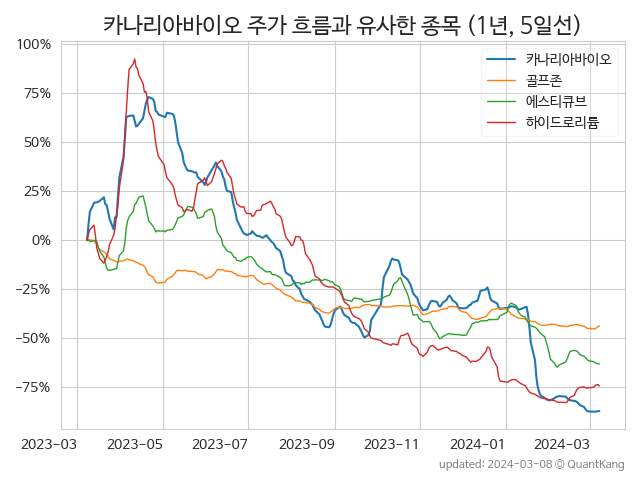 카나리아바이오 주가 흐름과 유사한 종목 (1년, 5일선)
카나리아바이오
골프존
에스티큐브
하이드로리튬
100%
75%
50%
25%
0%
−25%
−50%
−75%
2023-03 2023-05 2023-07 2023-09 2023-11 2024-01 2024-03
updated: 2024-03-08 © QuantKang